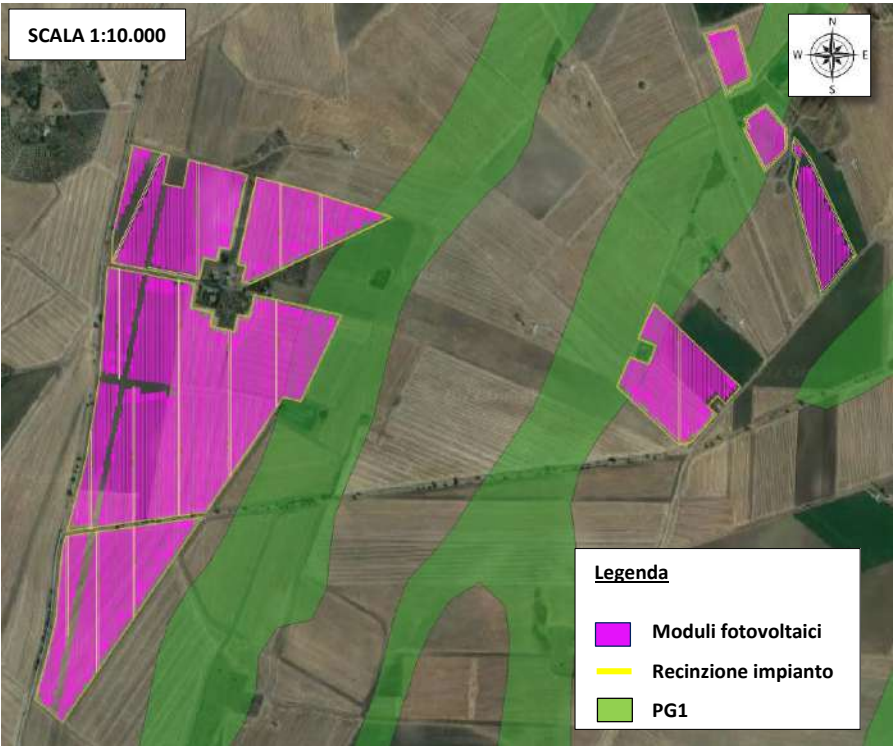 SCALA 1:10.000
N
W
E
S
Legenda
Moduli fotovoltaici
Recinzione impianto
PG1